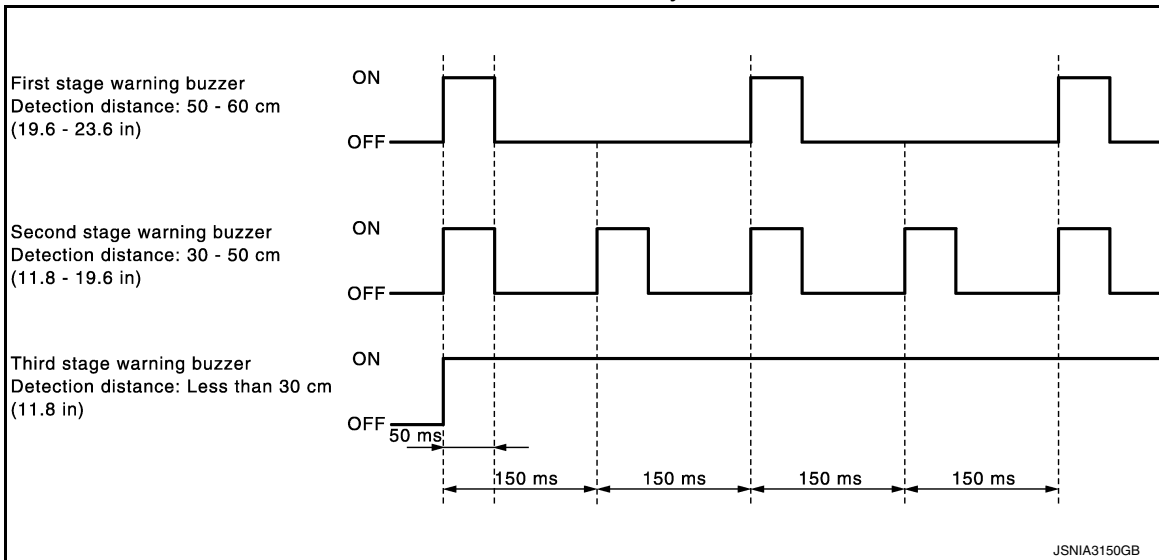 First stage warning buzzer
Detection distance: 50 - 60 cm
(19.6 - 23.6 in)
ON
OFF
Second stage warning buzzer
Detection distance: 30 - 50 cm
(11.8 - 19.6 in)
ON
OFF
Third stage warning buzzer
Detection distance: Less than 30 cm
(11.8 in)
ON
OFF
50 ms
150 ms 150 ms 150 ms 150 ms
JSNIA3150GB